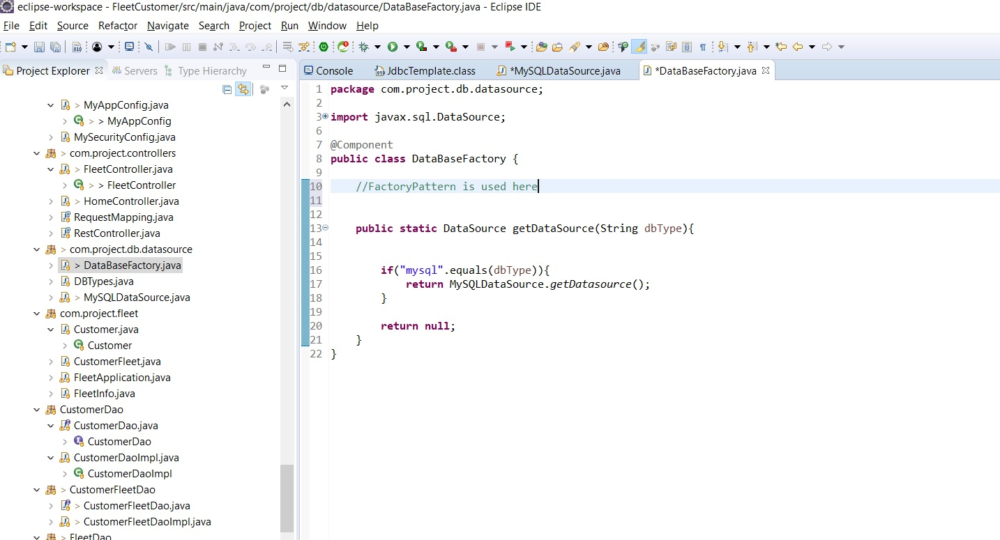 eclipse-workspace - FleetCustomer/src/main/java/com/project/db/datasource/DataBaseFactory.java - Eclipse IDE
File Edit Source Refactor Navigate Search Project Run Window Help
Project Explorer Servers Type Hierarchy
Console JdbcTemplate.class *MySQLDataSource.java *DataBaseFactory.java
> MyAppConfig.java
> > MyAppConfig
MySecurityConfig.java
> com.project.controllers
> FleetController.java
> > FleetController
> HomeController.java
RequestMapping.java
RestController.java
> com.project.db.datasource
> DataBaseFactory.java
DBTypes.java
> MySQLDataSource.java
com.project.fleet
Customer.java
Customer
CustomerFleet.java
FleetApplication.java
FleetInfo.java
CustomerDao
CustomerDao.java
CustomerDao
CustomerDaoImpl.java
CustomerDaoImpl
> CustomerFleetDao
> CustomerFleetDao.java
> CustomerFleetDaoImpl.java
> FleetDao
1 package com.project.db.datasource;
2
3 import javax.sql.DataSource;
6
7 @Component
8 public class DataBaseFactory {
9
10 //FactoryPattern is used here
11
12
13 public static DataSource getDataSource(String dbType){
14
15
16 if("mysql".equals(dbType)){
17 return MySQLDataSource.getDatasource();
18 }
19
20 return null;
21 }
22 }